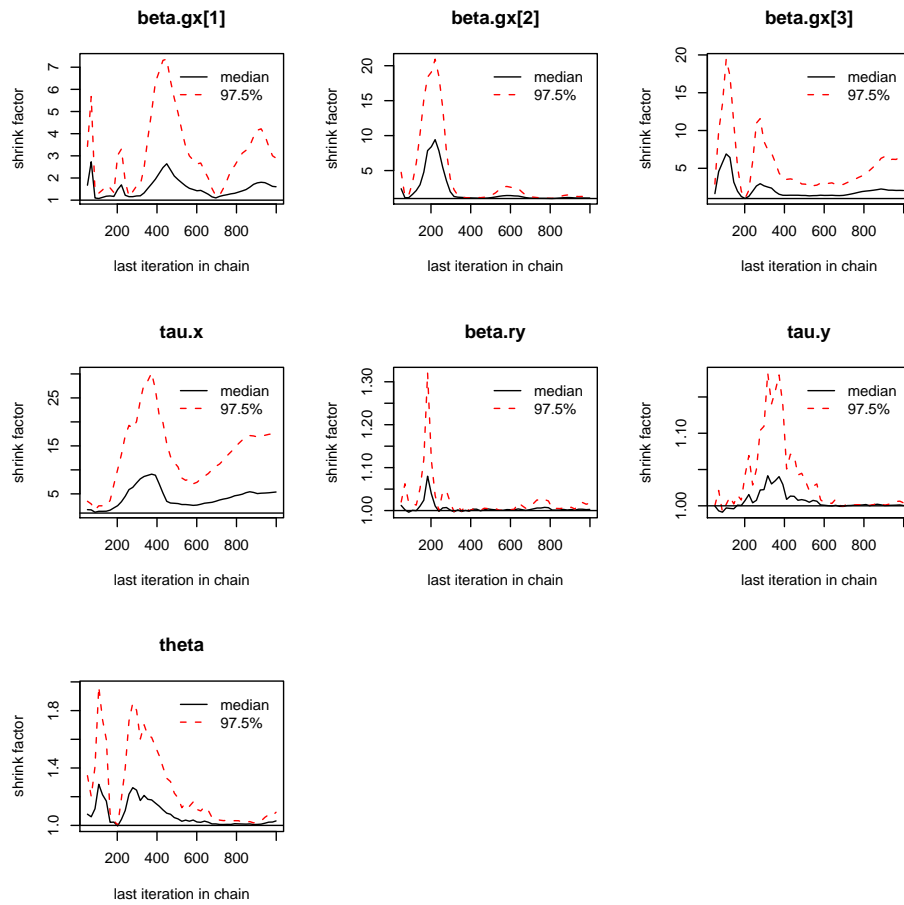 beta.gx[1]
shrink factor
1 2 3 4 5 6 7
median
97.5%
200 400 600 800
last iteration in chain
beta.gx[2]
shrink factor
5 10 15 20
median
97.5%
200 400 600 800
last iteration in chain
beta.gx[3]
shrink factor
5 10 15 20
median
97.5%
200 400 600 800
last iteration in chain
tau.x
shrink factor
5 15 25
median
97.5%
200 400 600 800
last iteration in chain
beta.ry
shrink factor
1.00 1.10 1.20 1.30
median
97.5%
200 400 600 800
last iteration in chain
tau.y
shrink factor
1.00 1.10
median
97.5%
200 400 600 800
last iteration in chain
theta
shrink factor
1.0 1.4 1.8
median
97.5%
200 400 600 800
last iteration in chain